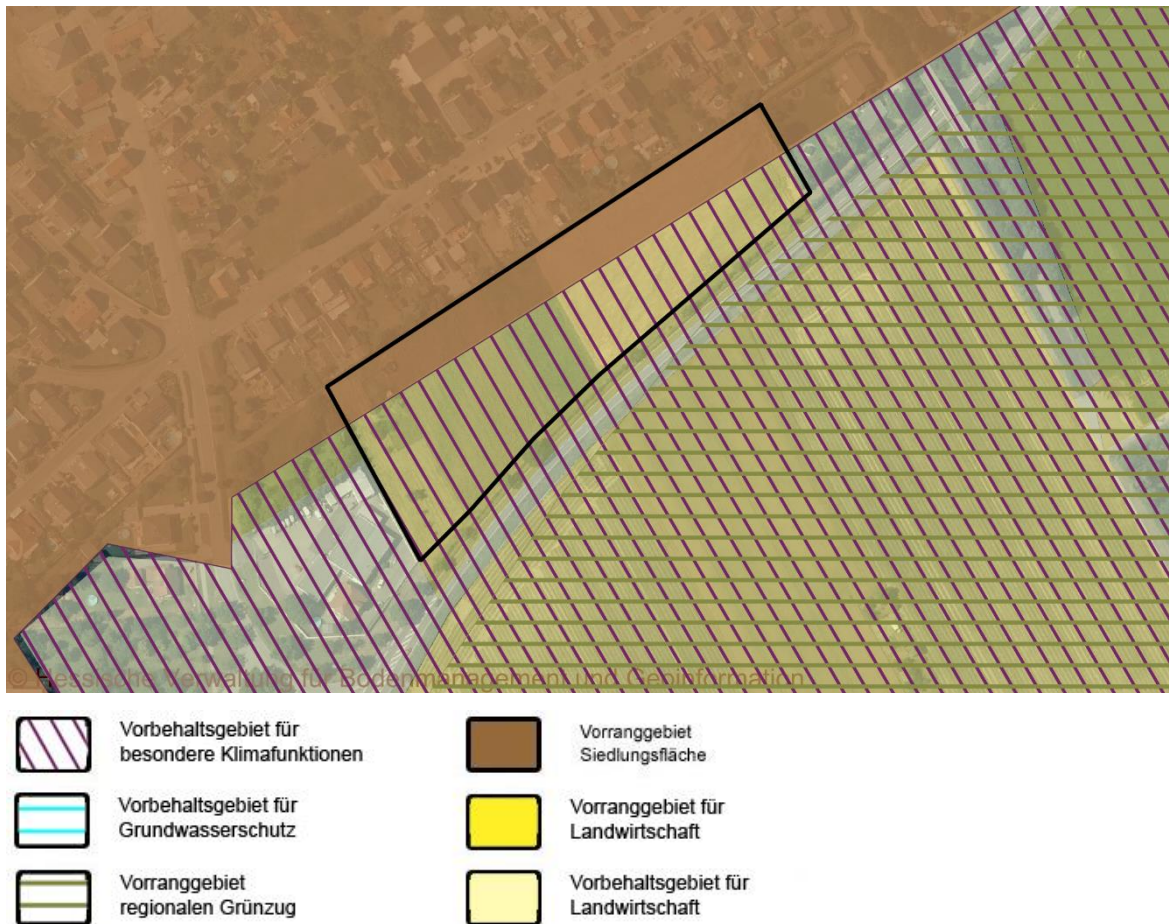 © Hessische Verwaltung für Bodenmanagement und Geoinformation
Vorbehaltsgebiet für
besondere Klimafunktionen
Vorbehaltsgebiet für
Grundwasserschutz
Vorranggebiet
regionalen Grünzug
Vorranggebiet
Siedlungsfläche
Vorranggebiet für
Landwirtschaft
Vorbehaltsgebiet für
Landwirtschaft